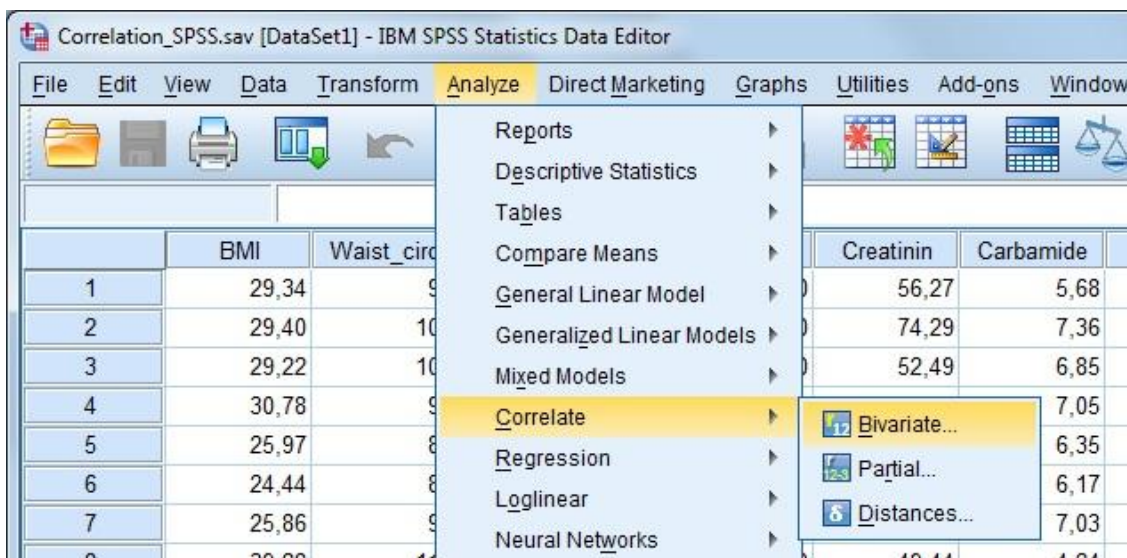 Correlation_SPSS.sav [DataSet1] - IBM SPSS Statistics Data Editor
File Edit View Data Transform Analyze Direct Marketing Graphs Utilities Add-ons Window
Reports
Descriptive Statistics
Tables
Compare Means
General Linear Model
Generalized Linear Models
Mixed Models
Correlate
Regression
Loglinear
Neural Networks
Bivariate...
Partial...
Distances...
BMI Waist_circ Creatinin Carbamide
1 29,34 56,27 5,68
2 29,40 74,29 7,36
3 29,22 52,49 6,85
4 30,78 7,05
5 25,97 6,35
6 24,44 6,17
7 25,86 7,03